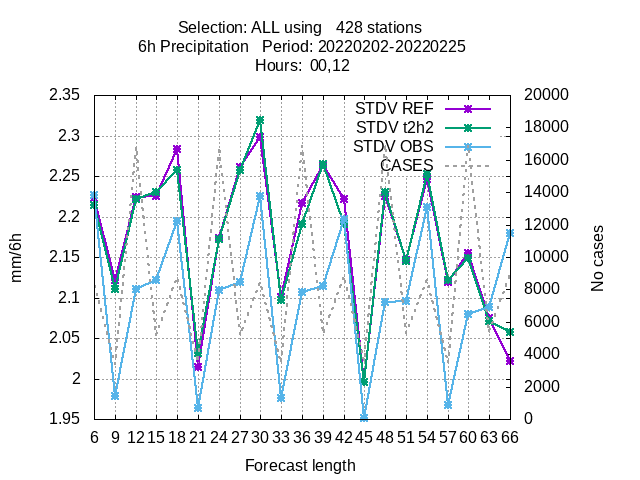 Selection: ALL using   428 stations
6h Precipitation   Period: 20220202-20220225
Hours:  00,12
STDV REF
STDV t2h2
STDV OBS
CASES
mm/6h
2.35
2.3
2.25
2.2
2.15
2.1
2.05
2
1.95
No cases
20000
18000
16000
14000
12000
10000
8000
6000
4000
2000
0
6 9 12 15 18 21 24 27 30 33 36 39 42 45 48 51 54 57 60 63 66
Forecast length